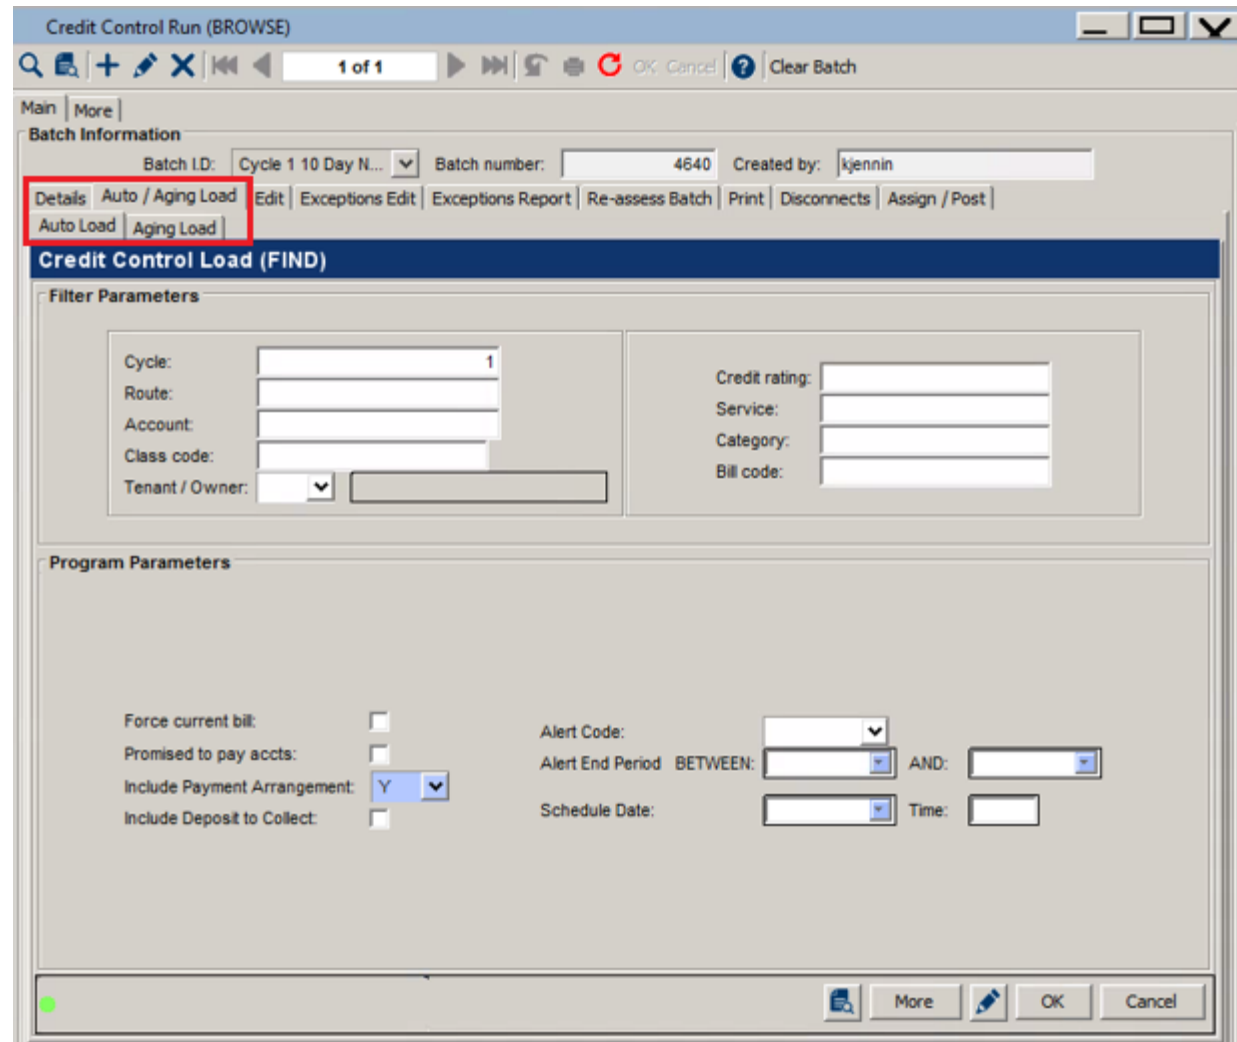 Credit Control Run (BROWSE)
1 of 1 OK Cancel Clear Batch
Main More
Batch Information
Batch I.D: Cycle 1 10 Day N... Batch number: 4640 Created by: kjennin
Details Auto / Aging Load Edit Exceptions Edit Exceptions Report Re-assess Batch Print Disconnects Assign / Post
Auto Load Aging Load
Credit Control Load (FIND)
Filter Parameters
Cycle: 1
Route:
Account:
Class code:
Tenant / Owner:
Credit rating:
Service:
Category:
Bill code:
Program Parameters
Force current bill:
Promised to pay accts:
Include Payment Arrangement: Y
Include Deposit to Collect:
Alert Code:
Alert End Period BETWEEN: AND:
Schedule Date: Time:
More OK Cancel